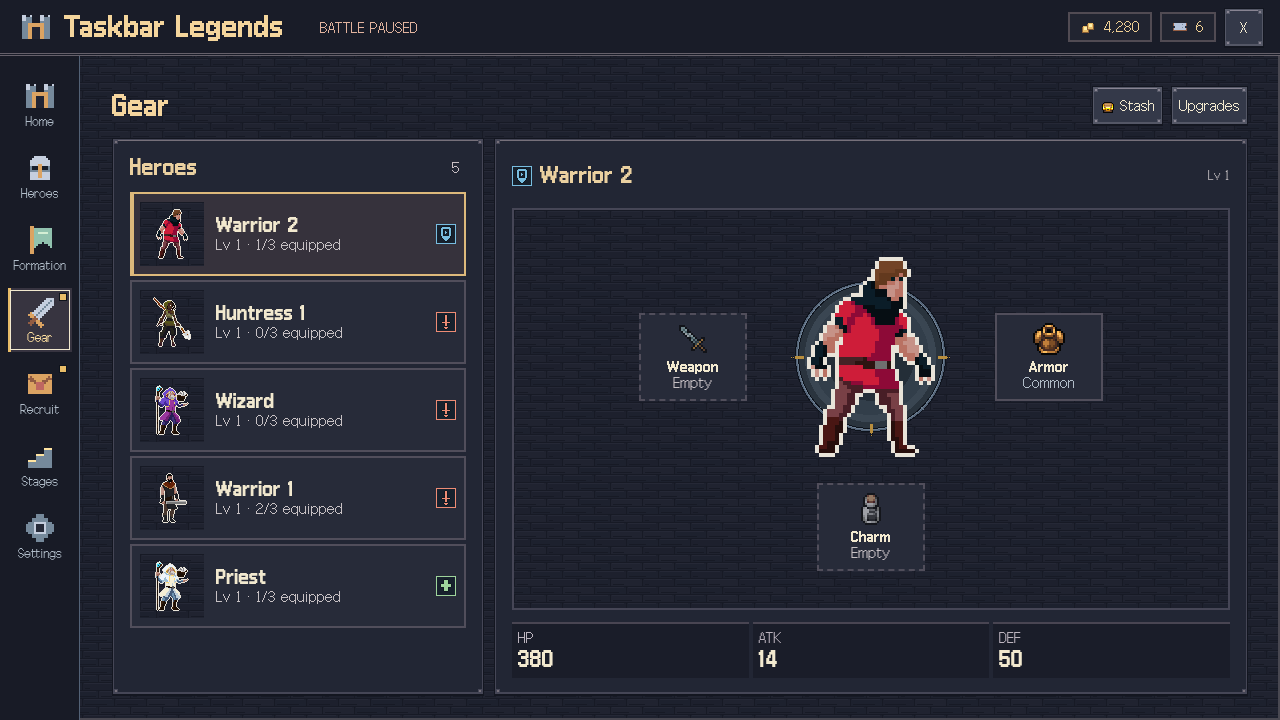 Taskbar Legends
BATTLE PAUSED
4,280
6
X
Home
Heroes
Formation
Gear
Recruit
Stages
Settings
Gear
Stash
Upgrades
Heroes
5
Warrior 2
Lv 1 · 1/3 equipped
Huntress 1
Lv 1 · 0/3 equipped
Wizard
Lv 1 · 0/3 equipped
Warrior 1
Lv 1 · 2/3 equipped
Priest
Lv 1 · 1/3 equipped
Warrior 2
Lv 1
Weapon
Empty
Armor
Common
Charm
Empty
HP
380
ATK
14
DEF
50